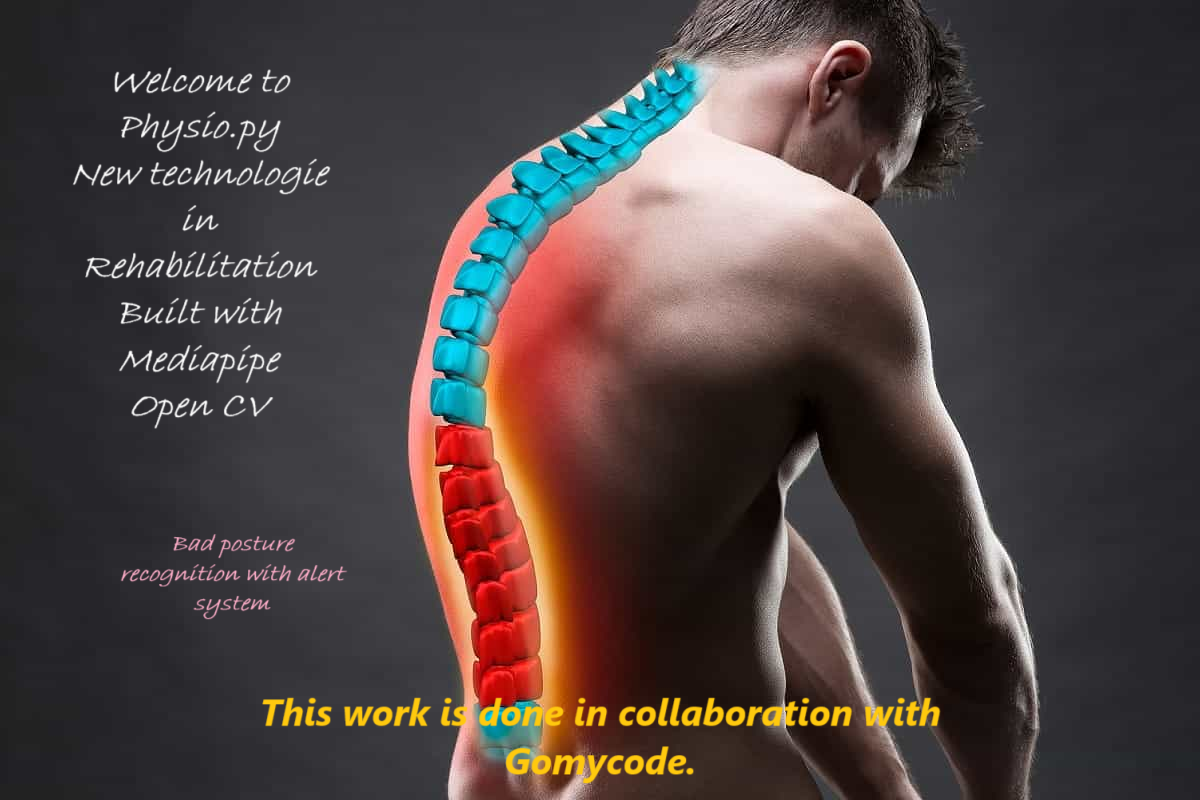 Welcome to
Physio.py
New technologie
in
Rehabilitation
Built with
Mediapipe
Open CV
Bad posture
recognition with alert
system
This work is done in collaboration with
Gomycode.